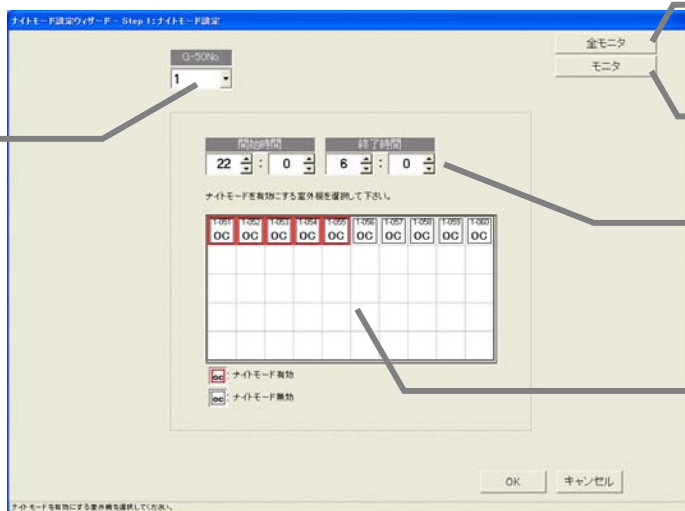 ナイトモード設定ウィザード - Step 1:ナイトモード設定
全モニタ
モニタ
G-50No.
1
開始時間 終了時間
22 : 0 6 : 0
ナイトモードを有効にする室外機を選択して下さい。
1-051 1-052 1-053 1-054 1-055 1-056 1-057 1-058 1-059 1-060
OC OC OC OC OC OC OC OC OC OC
OC : ナイトモード有効
OC : ナイトモード無効
OK キャンセル
ナイトモードを有効にする室外機を選択してください。